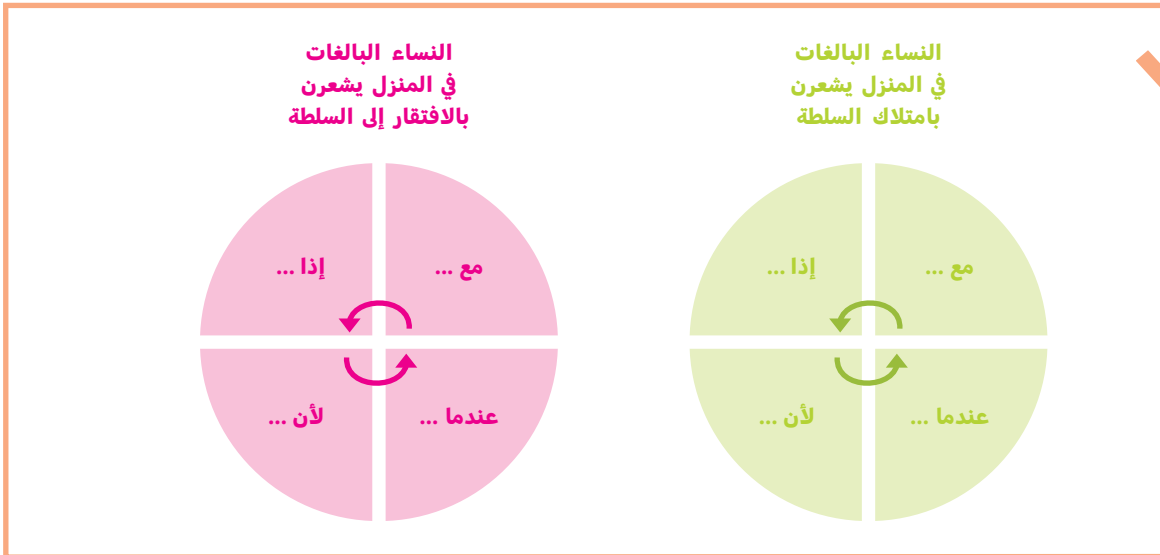 النساء البالغات
في المنزل يشعرن
بامتلاك السلطة
مع ...
إذا ...
عندما ...
لأن ...
النساء البالغات
في المنزل يشعرن
بالافتقار إلى السلطة
مع ...
إذا ...
عندما ...
لأن ...